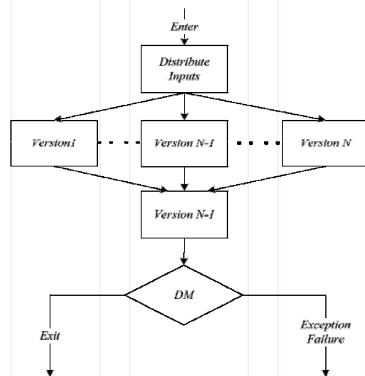 Enter
Distribute
Inputs
Version1
Version N-1
Version N
Version N-1
DM
Exit
Exception
Failure